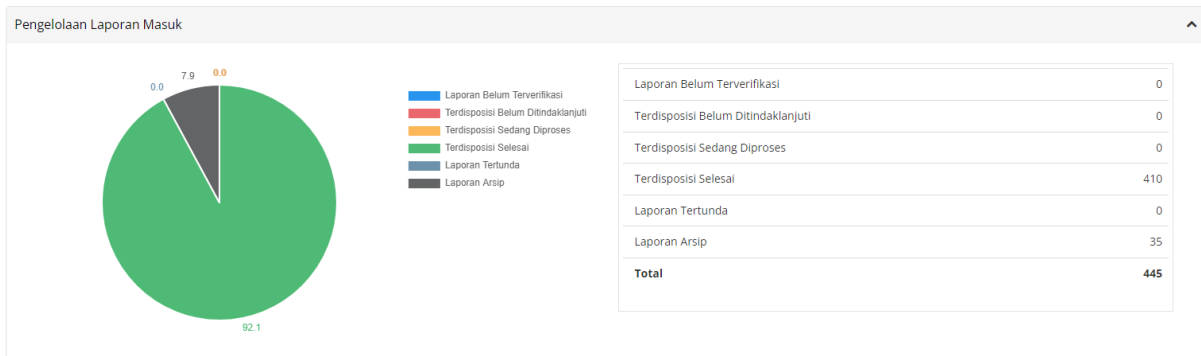 Pengelolaan Laporan Masuk
7.9
0.0
0.0
92.1
Laporan Belum Terverifikasi
Terdisposisi Belum Ditindaklanjuti
Terdisposisi Sedang Diproses
Terdisposisi Selesai
Laporan Tertunda
Laporan Arsip
Laporan Belum Terverifikasi 0
Terdisposisi Belum Ditindaklanjuti 0
Terdisposisi Sedang Diproses 0
Terdisposisi Selesai 410
Laporan Tertunda 0
Laporan Arsip 35
Total 445